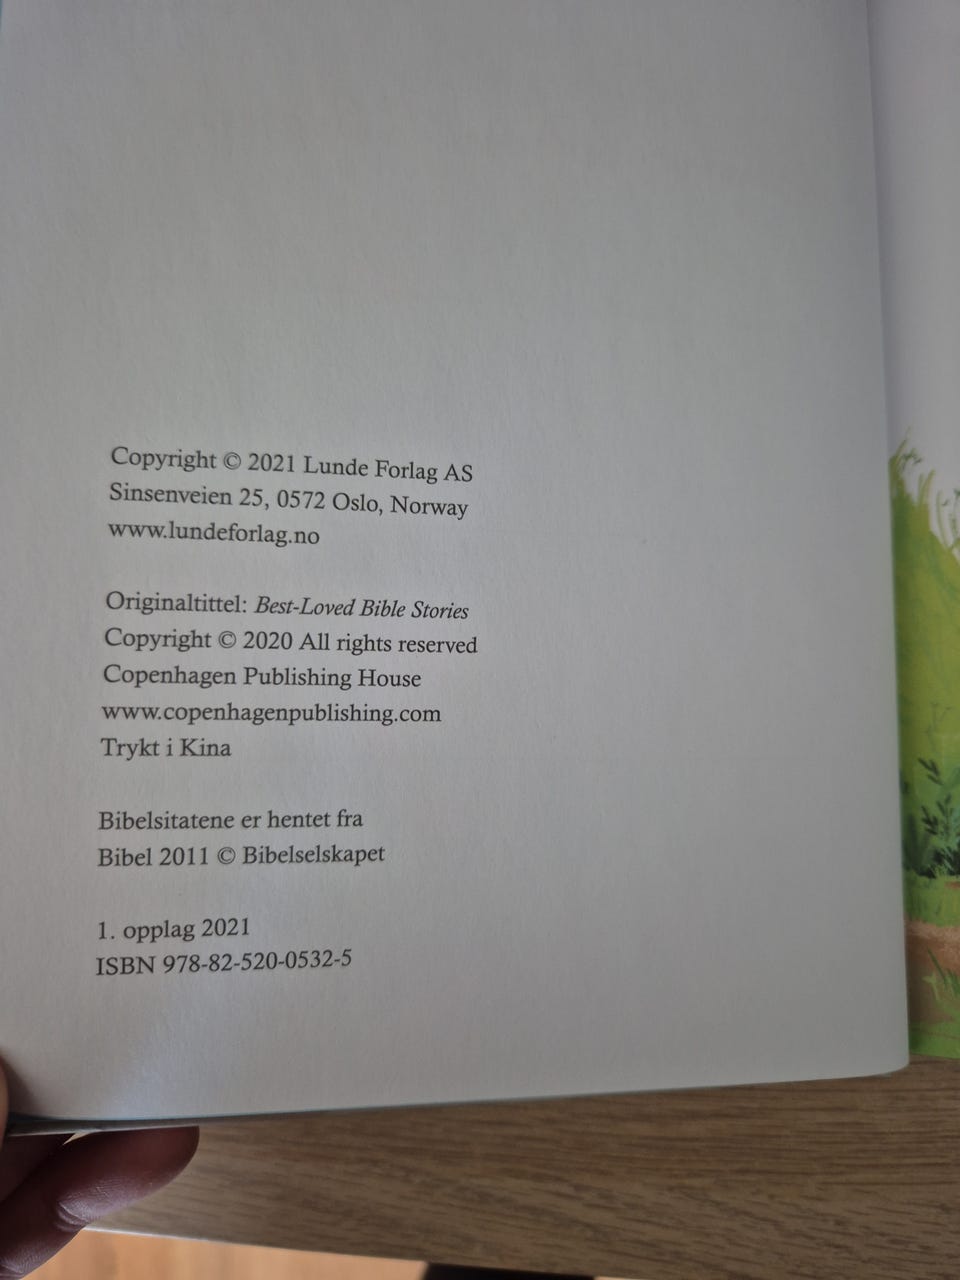 Copyright © 2021 Lunde Forlag AS
Sinsenveien 25, 0572 Oslo, Norway
www.lundeforlag.no
Originaltittel: Best-Loved Bible Stories
Copyright © 2020 All rights reserved
Copenhagen Publishing House
www.copenhagenpublishing.com
Trykt i Kina
Bibelsitatene er hentet fra
Bibel 2011 © Bibelselskapet
1. opplag 2021
ISBN 978-82-520-0532-5